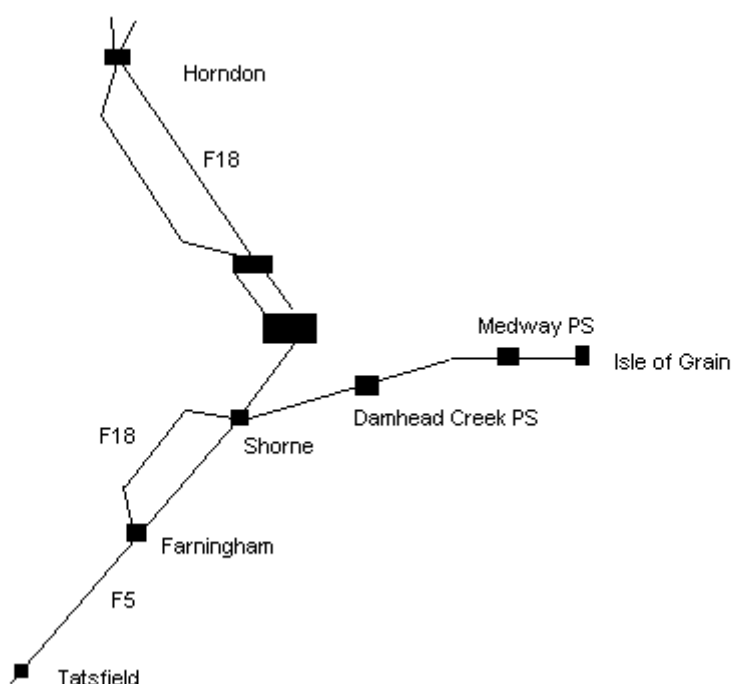 Horndon
F18
Medway PS
Isle of Grain
Damhead Creek PS
F18
Shorne
Farningham
F5
Tatsfield